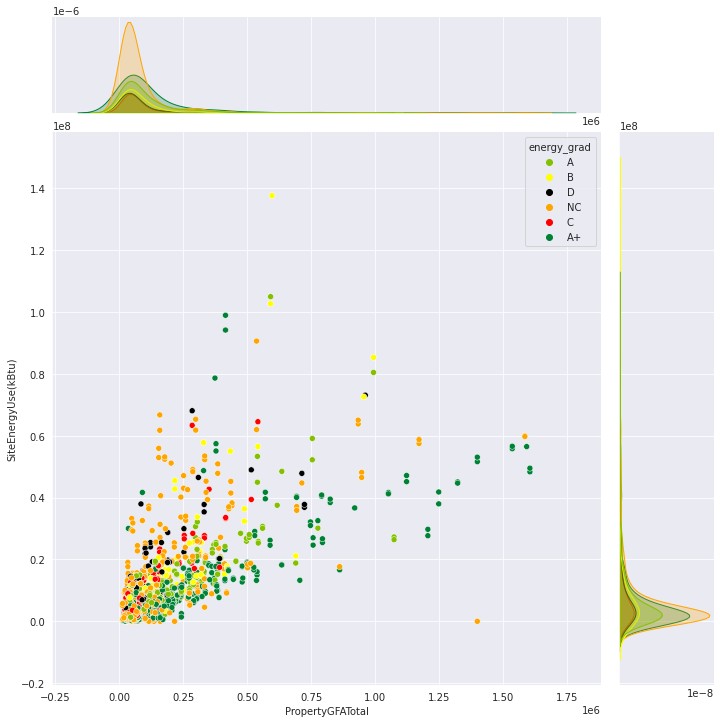 1e−6
1e6
1e8
1e8
energy_grad
A
B
D
NC
C
A+
1.4
1.2
1.0
0.8
0.6
0.4
0.2
0.0
−0.2
SiteEnergyUse(kBtu)
−0.25 0.00 0.25 0.50 0.75 1.00 1.25 1.50 1.75
PropertyGFATotal
1e6
1e−8